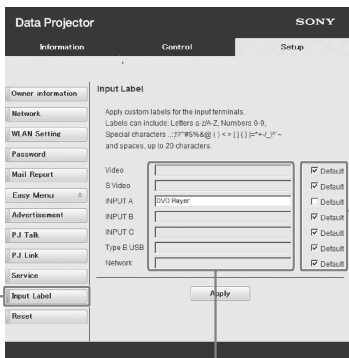 Data Projector
SONY
Information
Control
Setup
Owner information
Network
WLAN Setting
Password
Mail Report
Easy Menu
Advertisement
PJ Talk
PJ Link
Service
Input Label
Reset
Input Label
Apply custom labels for the input terminals.
Labels can include: Letters a-z/A-Z, Numbers 0-9,
Special characters .,:;!?'"#$%&@ ( ) < > [ ] { } |=*+-/_)\^`~
and spaces, up to 20 characters.
Video Default
S Video Default
INPUT A DVD Player Default
INPUT B Default
INPUT C Default
Type B USB Default
Network Default
Apply